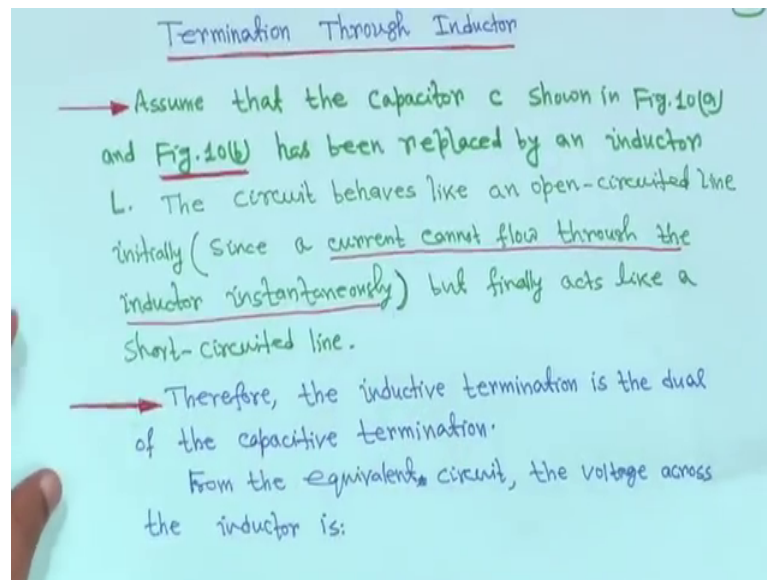 Termination Through Inductor
Assume that the capacitor c shown in Fig.10(a)
and Fig.10(b) has been replaced by an inductor
L. The circuit behaves like an open-circuited line
initially (since a current cannot flow through the
inductor instantaneously) but finally acts like a
short-circuited line.
Therefore, the inductive termination is the dual
of the capacitive termination.
From the equivalent circuit, the voltage across
the inductor is: